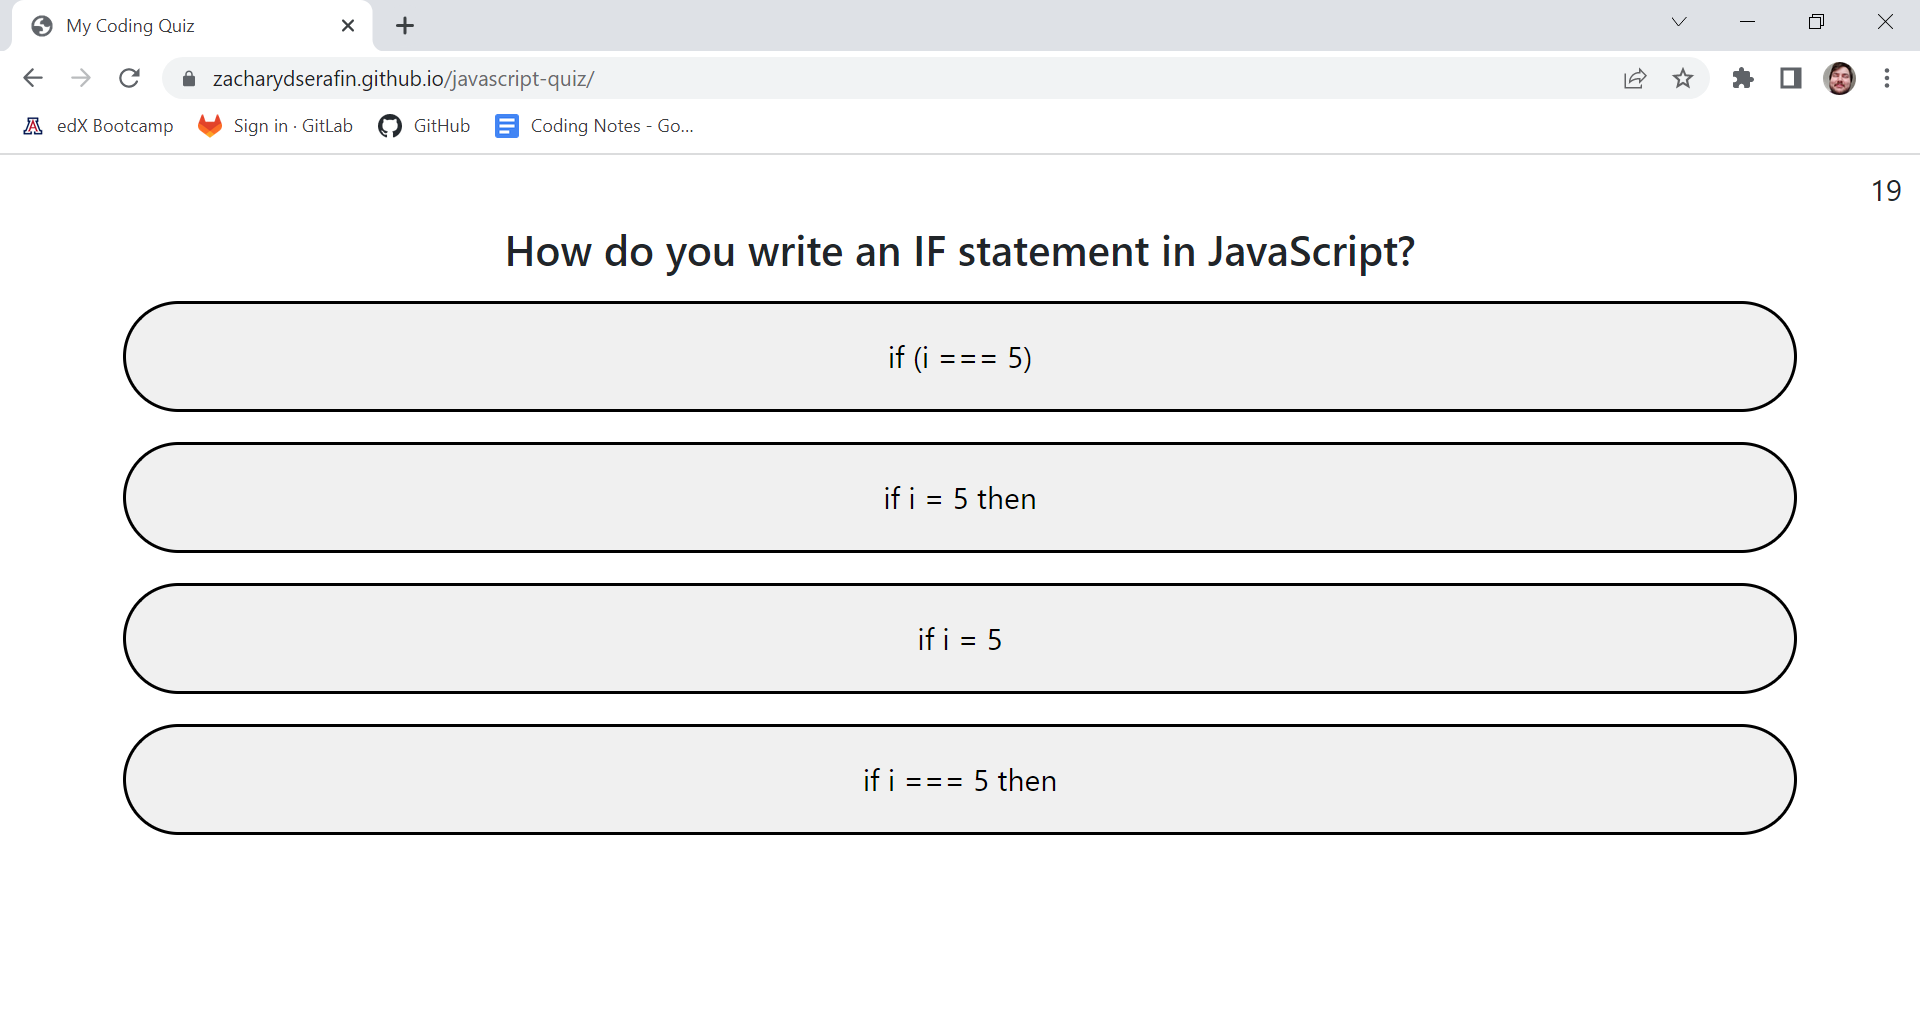 My Coding Quiz
zacharydserafin.github.io/javascript-quiz/
edX Bootcamp Sign in · GitLab GitHub Coding Notes - Go...
19
How do you write an IF statement in JavaScript?
if (i === 5)
if i = 5 then
if i = 5
if i === 5 then